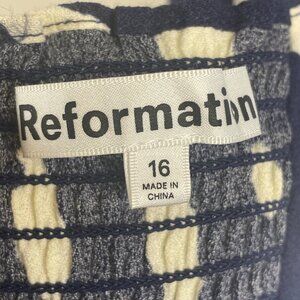 Reformation
16
MADE IN
CHINA